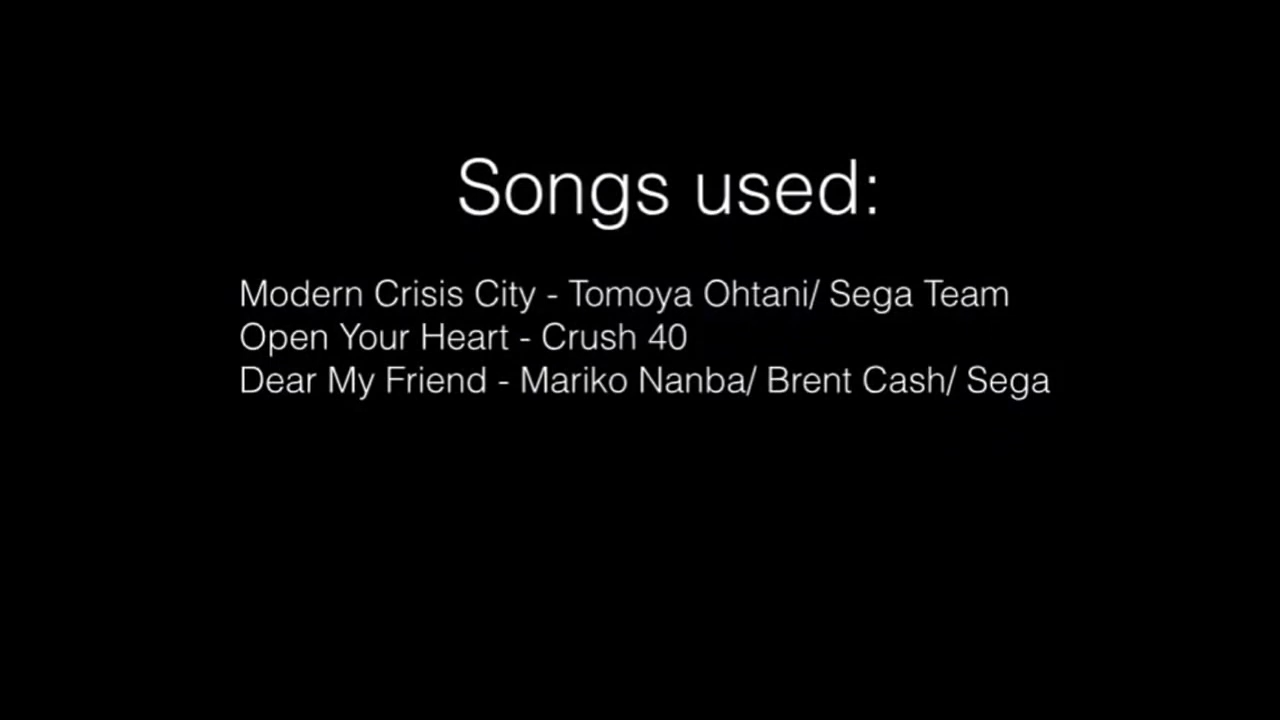 Songs used:
Modern Crisis City - Tomoya Ohtani/ Sega Team
Open Your Heart - Crush 40
Dear My Friend - Mariko Nanba/ Brent Cash/ Sega